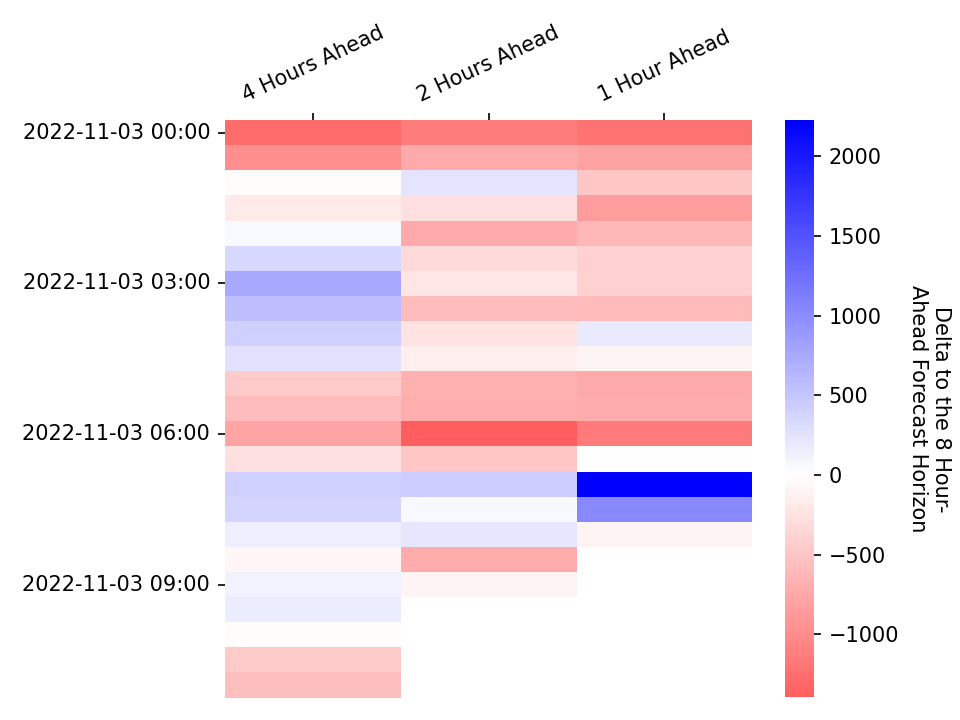 4 Hours Ahead
2 Hours Ahead
1 Hour Ahead
2022-11-03 00:00
2022-11-03 03:00
2022-11-03 06:00
2022-11-03 09:00
2000
1500
1000
500
0
−500
−1000
Delta to the 8 Hour-
Ahead Forecast Horizon